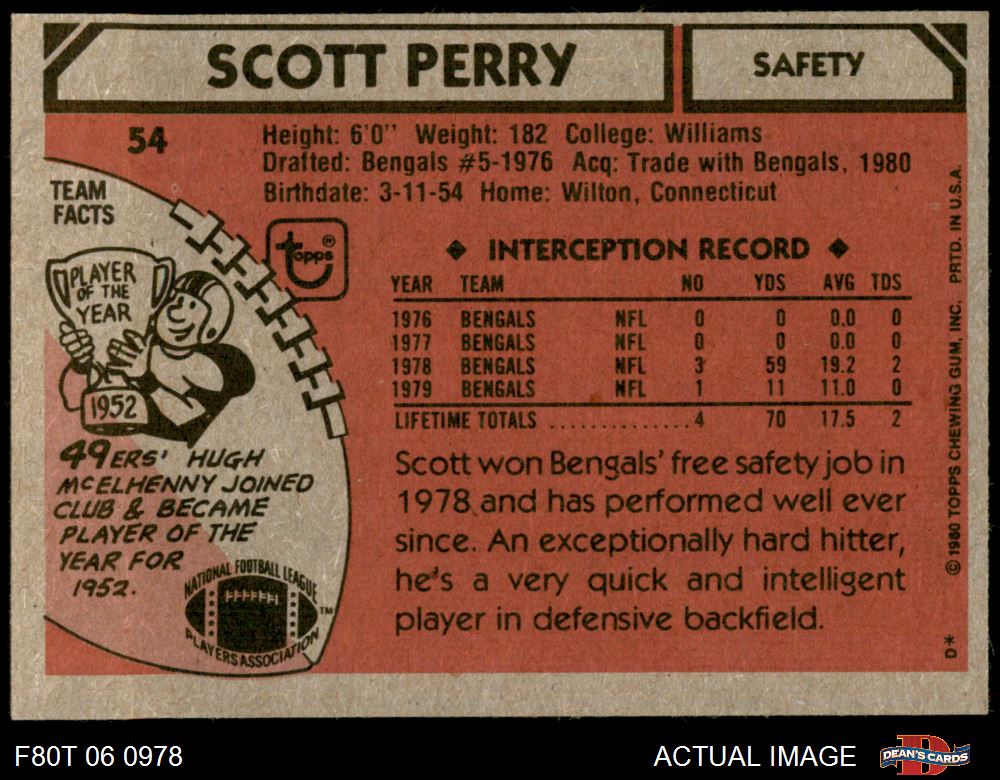 SCOTT PERRY
SAFETY
54
Height: 6'0" Weight: 182 College: Williams
Drafted: Bengals #5-1976 Acq: Trade with Bengals, 1980
Birthdate: 3-11-54 Home: Wilton, Connecticut
TEAM
FACTS
PLAYER
OF THE
YEAR
1952
49ERS' HUGH
MCELHENNY JOINED
CLUB & BECAME
PLAYER OF THE
YEAR FOR
1952.
NATIONAL FOOTBALL LEAGUE
PLAYERS ASSOCIATION
TM
topps®
◆ INTERCEPTION RECORD ◆
YEAR TEAM NO YDS AVG TDS
1976 BENGALS NFL 0 0 0.0 0
1977 BENGALS NFL 0 0 0.0 0
1978 BENGALS NFL 3 59 19.2 2
1979 BENGALS NFL 1 11 11.0 0
LIFETIME TOTALS .............. 4 70 17.5 2
Scott won Bengals' free safety job in
1978 and has performed well ever
since. An exceptionally hard hitter,
he's a very quick and intelligent
player in defensive backfield.
D* ©1980 TOPPS CHEWING GUM, INC. PRTD. IN U.S.A.
F80T 06 0978
ACTUAL IMAGE
D
DEAN'S CARDS